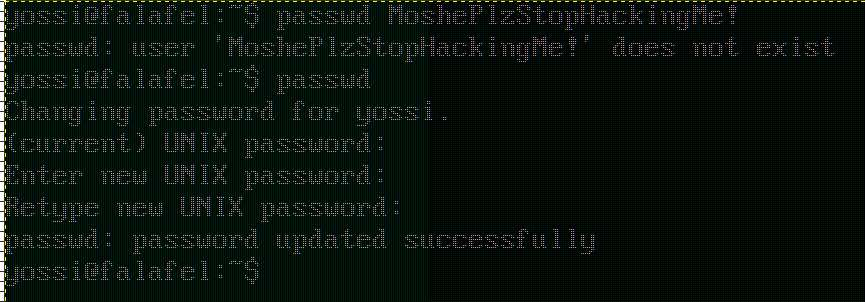 yossi@falafel:~$ passwd MoshePlzStopHackingMe!
passwd: user 'MoshePlzStopHackingMe!' does not exist
yossi@falafel:~$ passwd
Changing password for yossi.
(current) UNIX password:
Enter new UNIX password:
Retype new UNIX password:
passwd: password updated successfully
yossi@falafel:~$